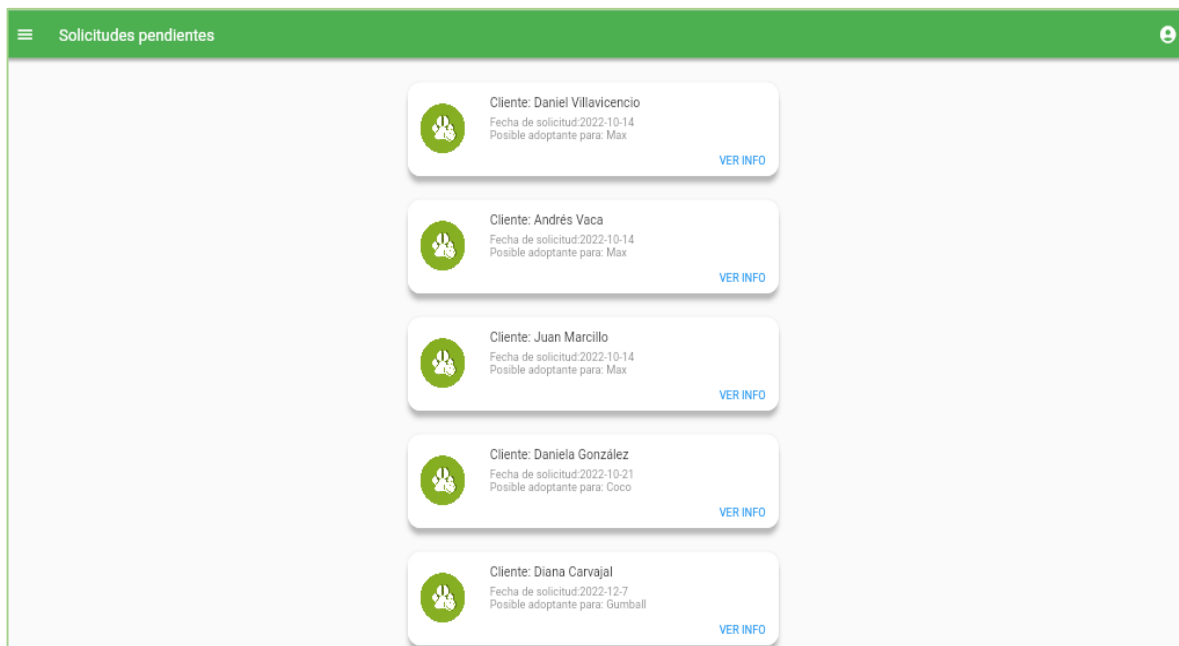 Solicitudes pendientes
Cliente: Daniel Villavicencio
Fecha de solicitud:2022-10-14
Posible adoptante para: Max
VER INFO
Cliente: Andrés Vaca
Fecha de solicitud:2022-10-14
Posible adoptante para: Max
VER INFO
Cliente: Juan Marcillo
Fecha de solicitud:2022-10-14
Posible adoptante para: Max
VER INFO
Cliente: Daniela González
Fecha de solicitud:2022-10-21
Posible adoptante para: Coco
VER INFO
Cliente: Diana Carvajal
Fecha de solicitud:2022-12-7
Posible adoptante para: Gumball
VER INFO